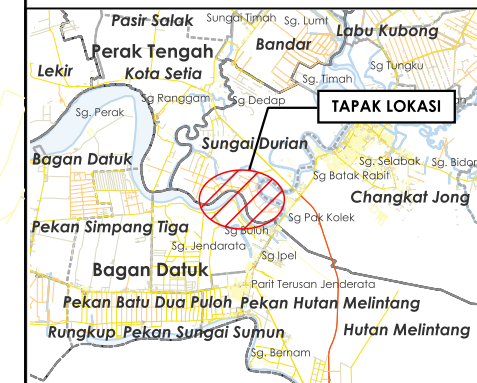 Pasir Salak
Sungai Timah
Sg. Lumt
Labu Kubong
Bandar
Perak Tengah
Lekir
Kota Setia
Sg Tungku
Sg. Timah
Sg Ranggam
Sg Dedap
TAPAK LOKASI
Sg. Perak
Sungai Durian
Bagan Datuk
Sg. Selabak
Sg. Bidor
Sg Batak Rabit
Changkat Jong
Sg Pak Kolek
Pekan Simpang Tiga
Sg Buluh
Sg. Jendarata
Sg Ipel
Bagan Datuk
Parit Terusan Jenderata
Pekan Batu Dua Puloh
Pekan Hutan Melintang
Rungkup
Pekan Sungai Sumun
Hutan Melintang
Sg. Bernam